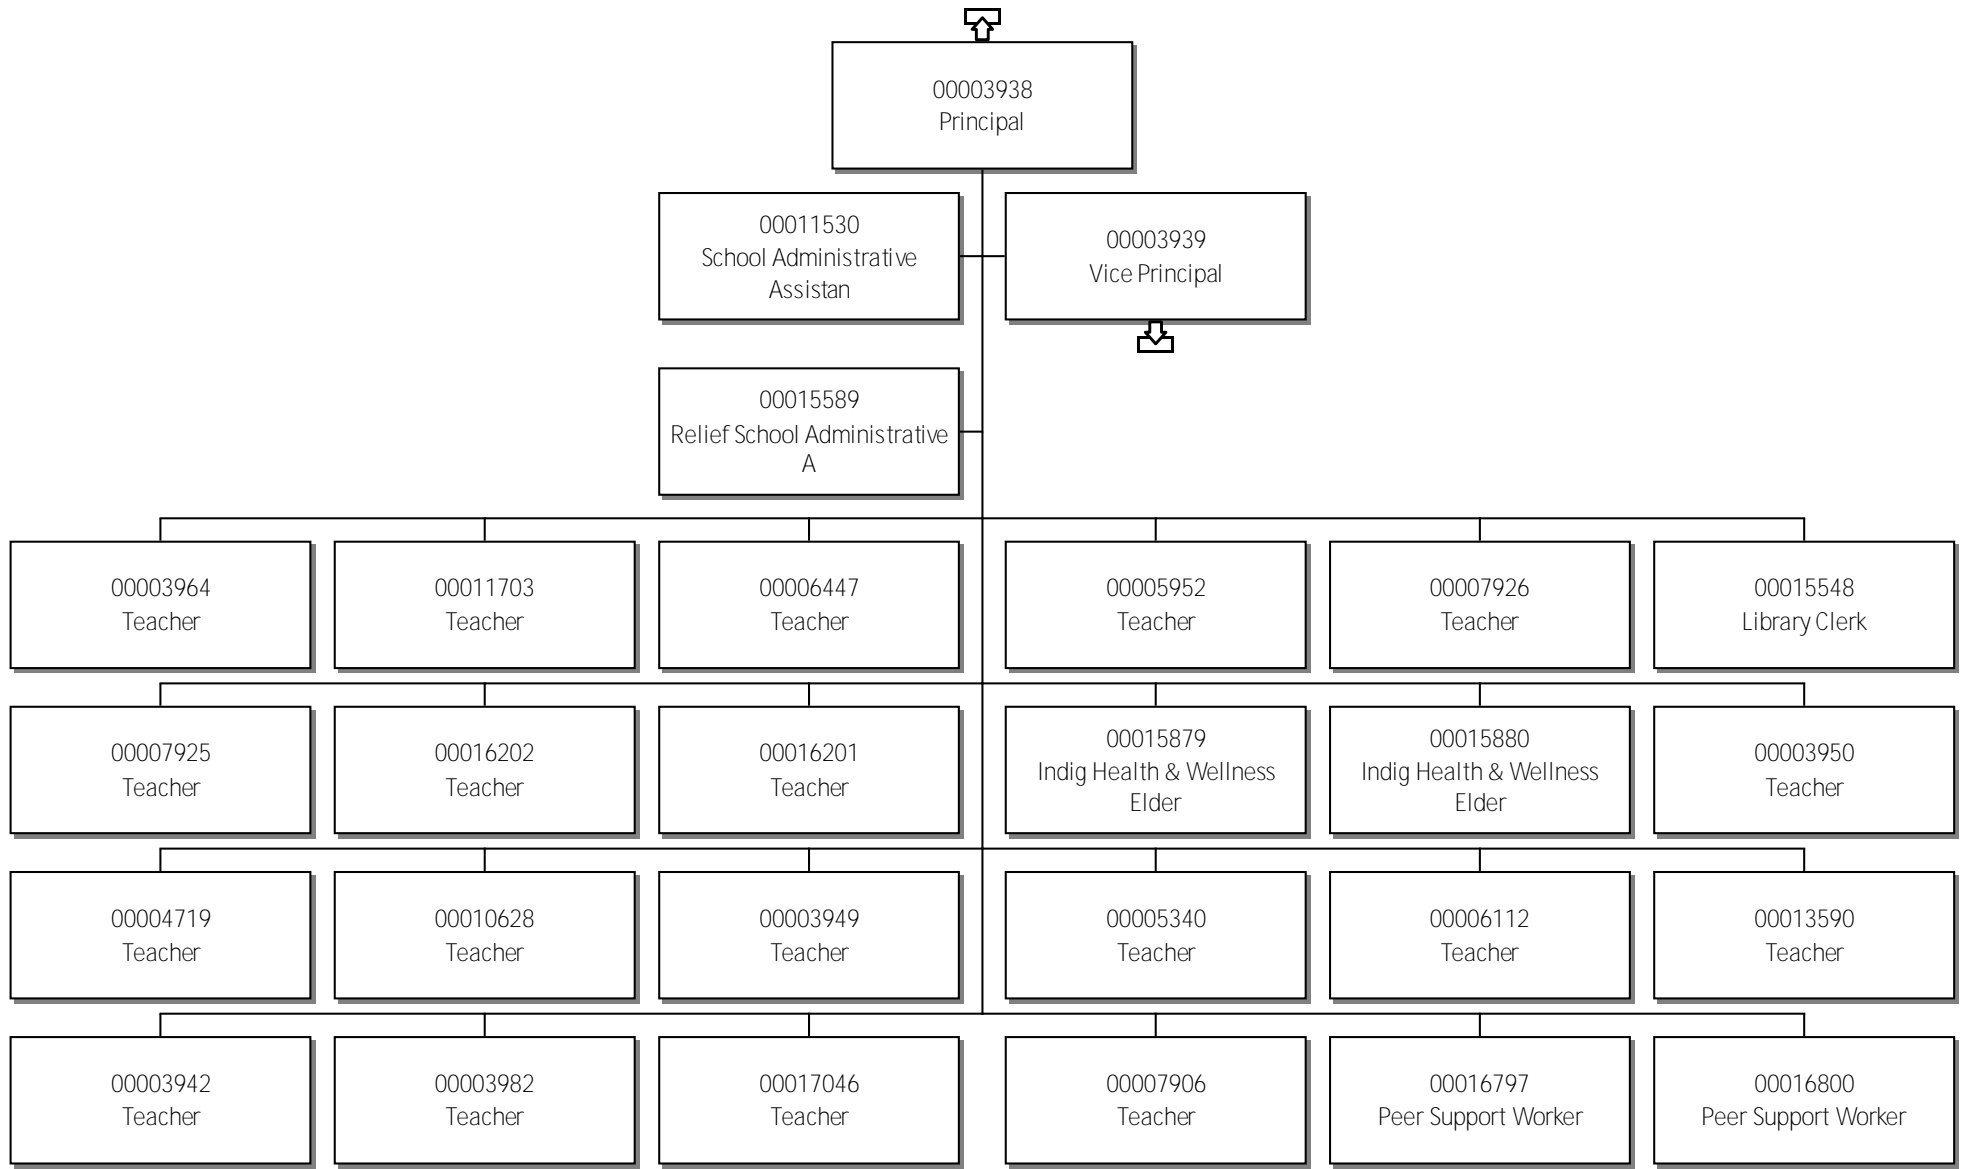 00003938
Principal
00011530
School Administrative
Assistan
00003939
Vice Principal
00015589
Relief School Administrative
A
00003964
Teacher
00011703
Teacher
00006447
Teacher
00005952
Teacher
00007926
Teacher
00015548
Library Clerk
00007925
Teacher
00016202
Teacher
00016201
Teacher
00015879
Indig Health & Wellness
Elder
00015880
Indig Health & Wellness
Elder
00003950
Teacher
00004719
Teacher
00010628
Teacher
00003949
Teacher
00005340
Teacher
00006112
Teacher
00013590
Teacher
00003942
Teacher
00003982
Teacher
00017046
Teacher
00007906
Teacher
00016797
Peer Support Worker
00016800
Peer Support Worker